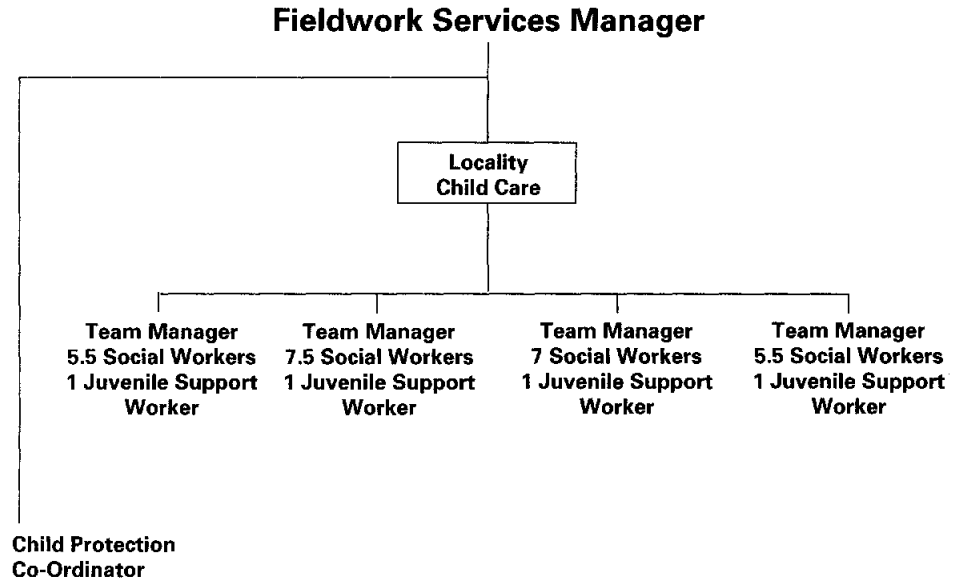 Fieldwork Services Manager
Locality
Child Care
Team Manager
5.5 Social Workers
1 Juvenile Support
Worker
Team Manager
7.5 Social Workers
1 Juvenile Support
Worker
Team Manager
7 Social Workers
1 Juvenile Support
Worker
Team Manager
5.5 Social Workers
1 Juvenile Support
Worker
Child Protection
Co-Ordinator